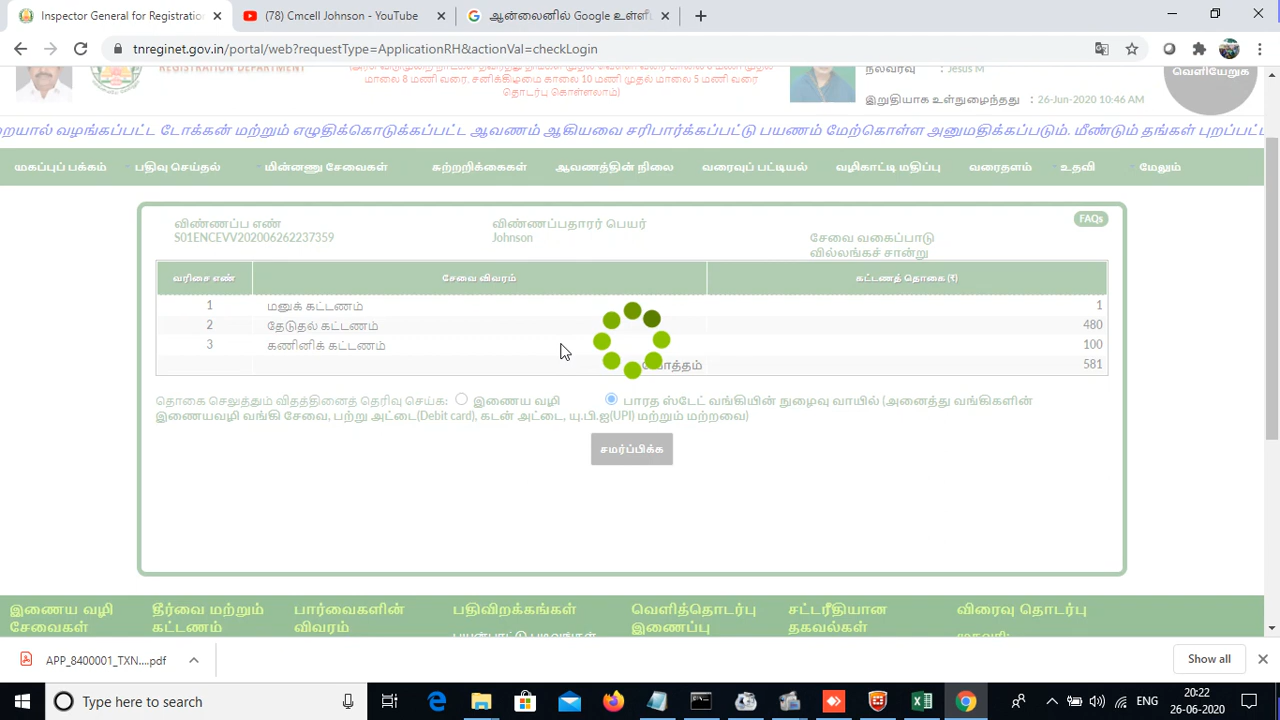 Inspector General for Registration
(78) Cmcell Johnson - YouTube
ஆன்லைனில் Google உள்ளீ
tnreginet.gov.in/portal/web?requestType=ApplicationRH&actionVal=checkLogin
REGISTRATION DEPARTMENT
மாலை 8 மணி வரை, சனிக்கிழமை காலை 10 மணி முதல் மாலை 5 மணி வரை
தொடர்பு கொள்ளலாம்)
நல்வரவு : Jesus M
இறுதியாக உள்நுழைந்தது : 26-Jun-2020 10:46 AM
வெளியேறுக
றையால் வழங்கப்பட்ட டோக்கன் மற்றும் எழுதிக்கொடுக்கப்பட்ட ஆவணம் ஆகியவை சரிபார்க்கப்பட்டு பயணம் மேற்கொள்ள அனுமதிக்கப்படும். மீண்டும் தங்கள் புறப்பட்ட
முகப்புப் பக்கம் பதிவு செய்தல் மின்னணு சேவைகள் சுற்றறிக்கைகள் ஆவணத்தின் நிலை வரைவுப் பட்டியல் வழிகாட்டி மதிப்பு வரைதளம் உதவி மேலும்
FAQs
விண்ணப்ப எண் விண்ணப்பதாரர் பெயர்
S01ENCEVV202006262237359 Johnson
சேவை வகைப்பாடு
வில்லங்கச் சான்று
வரிசை எண் சேவை விவரம் கட்டணத் தொகை (₹)
1 மனுக் கட்டணம் 1
2 தேடுதல் கட்டணம் 480
3 கணினிக் கட்டணம் 100
மொத்தம் 581
தொகை செலுத்தும் விதத்தினைத் தெரிவு செய்க: இணைய வழி பாரத ஸ்டேட் வங்கியின் நுழைவு வாயில் (அனைத்து வங்கிகளின்
இணையவழி வங்கி சேவை, பற்று அட்டை(Debit card), கடன் அட்டை, யு.பி.ஐ(UPI) மற்றும் மற்றவை)
சமர்ப்பிக்க
இணைய வழி சேவைகள்
தீர்வை மற்றும் கட்டணம்
பார்வைகளின் விவரம்
பதிவிறக்கங்கள்
பயன்பாட்டு படிவங்கள்
வெளித்தொடர்பு இணைப்பு
சட்டரீதியான தகவல்கள்
விரைவு தொடர்பு
முகவரி:
APP_8400001_TXN....pdf
Show all
Type here to search
ENG
20:22
26-06-2020